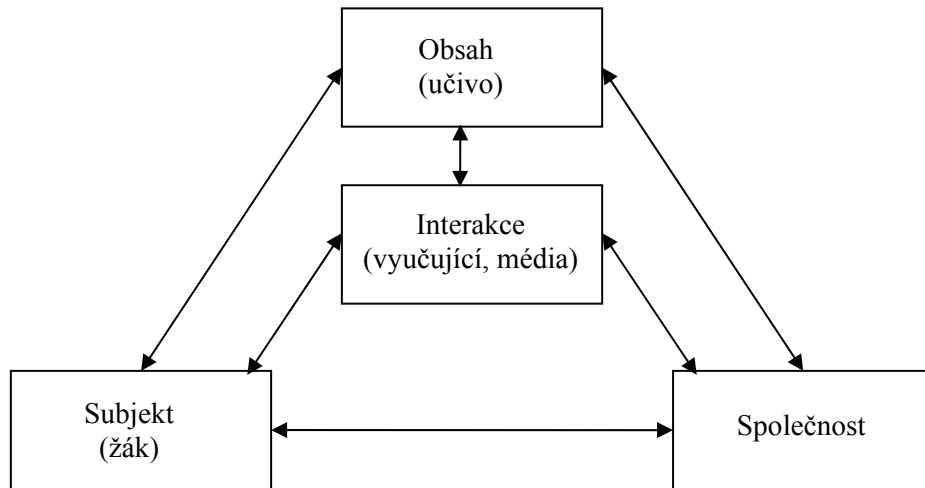 Obsah
(učivo)
Interakce
(vyučující, média)
Subjekt
(žák)
Společnost